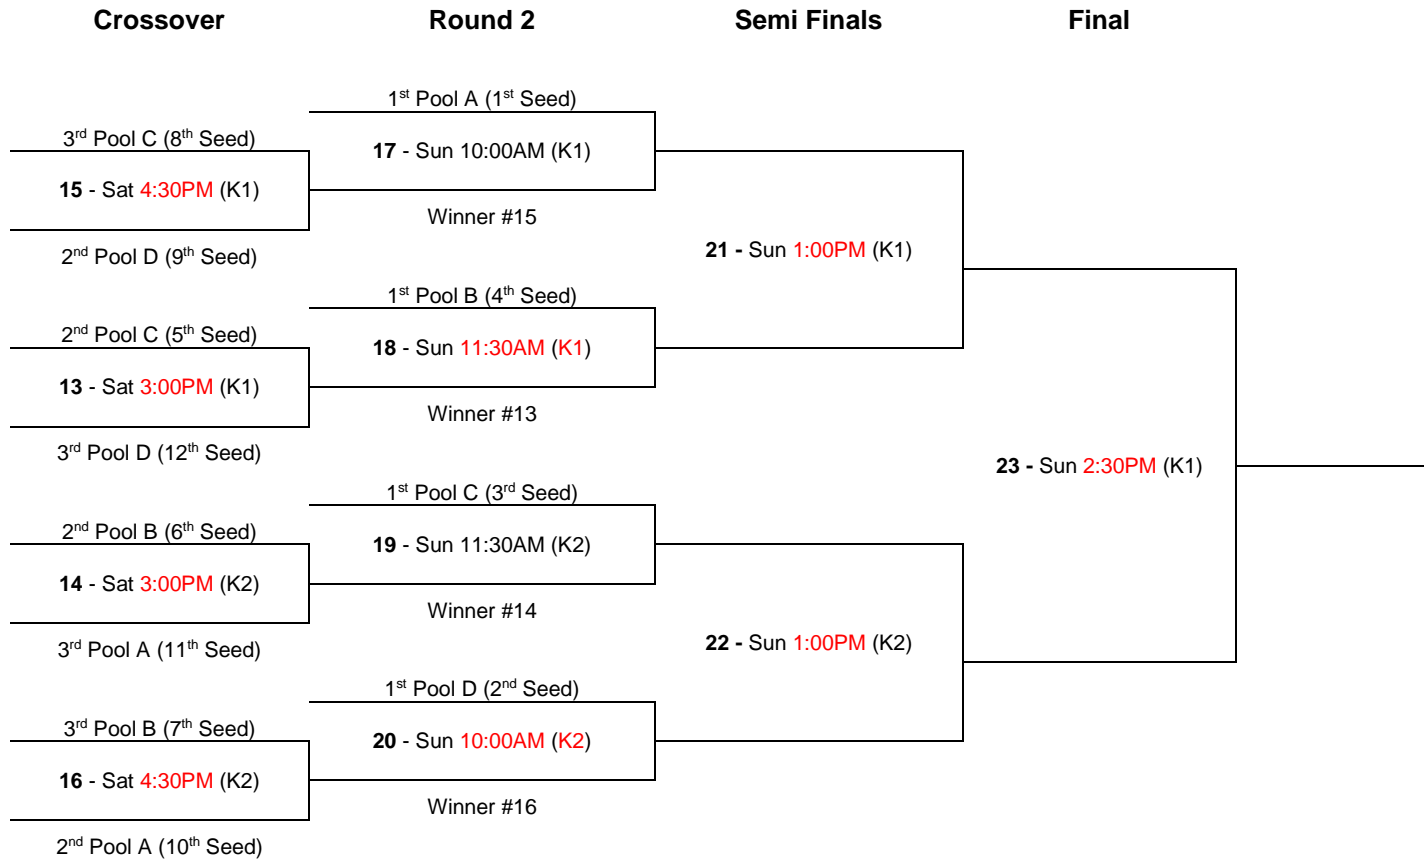 Crossover Round 2 Semi Finals Final
1st Pool A (1st Seed)
3rd Pool C (8th Seed)
17 - Sun 10:00AM (K1)
15 - Sat 4:30PM (K1)
Winner #15
2nd Pool D (9th Seed)
21 - Sun 1:00PM (K1)
1st Pool B (4th Seed)
2nd Pool C (5th Seed)
18 - Sun 11:30AM (K1)
13 - Sat 3:00PM (K1)
Winner #13
3rd Pool D (12th Seed)
23 - Sun 2:30PM (K1)
1st Pool C (3rd Seed)
2nd Pool B (6th Seed)
19 - Sun 11:30AM (K2)
14 - Sat 3:00PM (K2)
Winner #14
3rd Pool A (11th Seed)
22 - Sun 1:00PM (K2)
1st Pool D (2nd Seed)
3rd Pool B (7th Seed)
20 - Sun 10:00AM (K2)
16 - Sat 4:30PM (K2)
Winner #16
2nd Pool A (10th Seed)